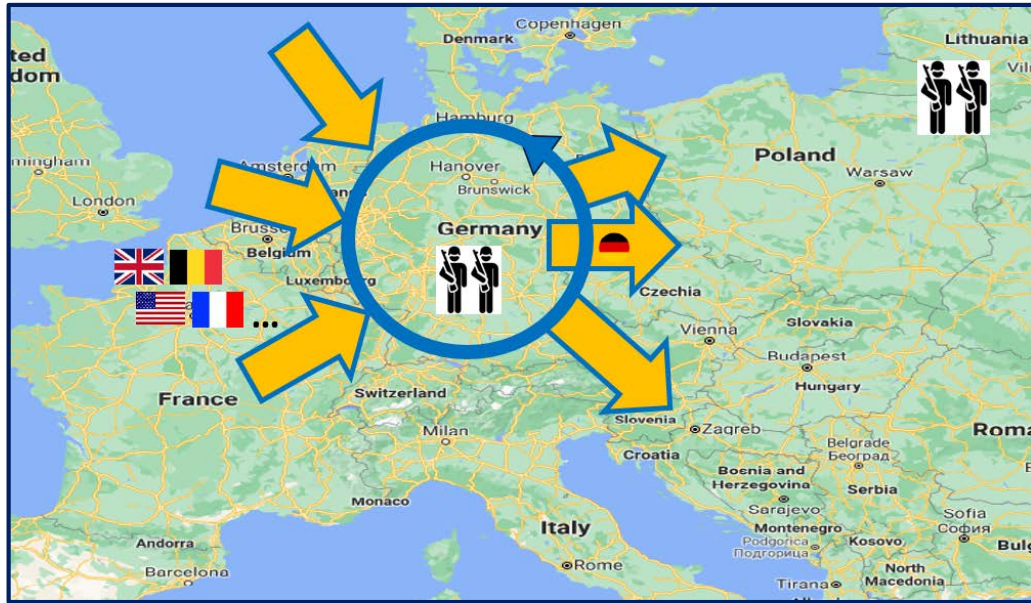 Copenhagen
Denmark
Lithuania
ted
dom
Viln
Hamburg
mingham
Amsterdam
Hanover
Poland
London
Brunswick
Warsaw
Brusse
Germany
Belgium
Luxembourg
Czechia
Slovakia
Vienna
Budapest
Hungary
France
Switzerland
Slovenia
Zagreb
Roma
Milan
Croatia
Belgrade
Београд
Bosnia and
Herzegovina
Serbia
Monaco
Sarajevo
Sofia
София
Italy
Montenegro
Podgorica
Подгорица
Kosovo
Bulg
Andorra
Rome
North
Macedonia
Barcelona
Tirana
...